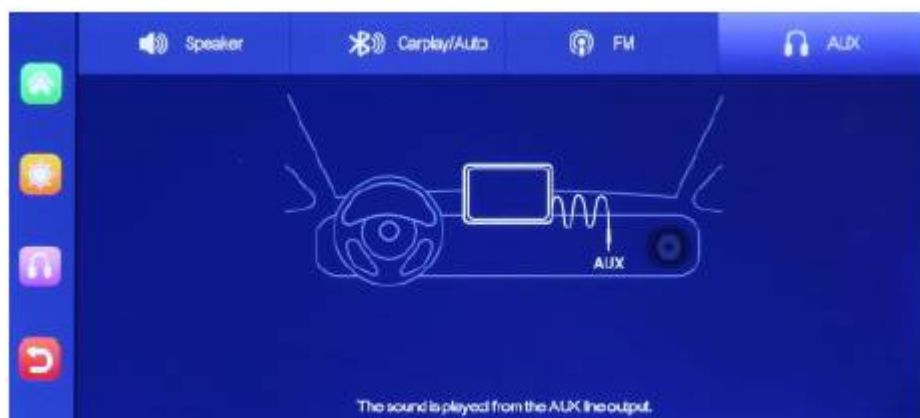 Speaker
Carplay/Auto
FM
AUX
AUX
The sound is played from the AUX line output.